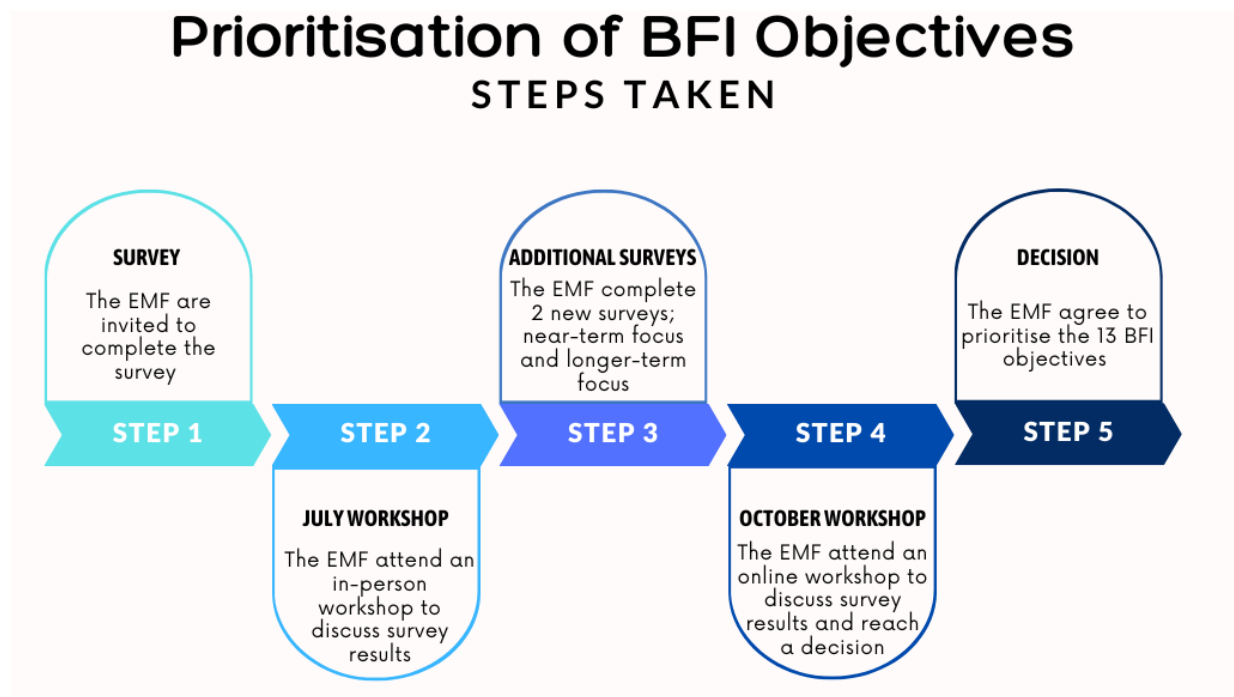 Prioritisation of BFI Objectives
STEPS TAKEN
SURVEY
The EMF are
invited to
complete the
survey
STEP 1
STEP 2
JULY WORKSHOP
The EMF attend an
in-person
workshop to
discuss survey
results
ADDITIONAL SURVEYS
The EMF complete
2 new surveys;
near-term focus
and longer-term
focus
STEP 3
STEP 4
OCTOBER WORKSHOP
The EMF attend an
online workshop to
discuss survey
results and reach
a decision
DECISION
The EMF agree to
prioritise the 13 BFI
objectives
STEP 5